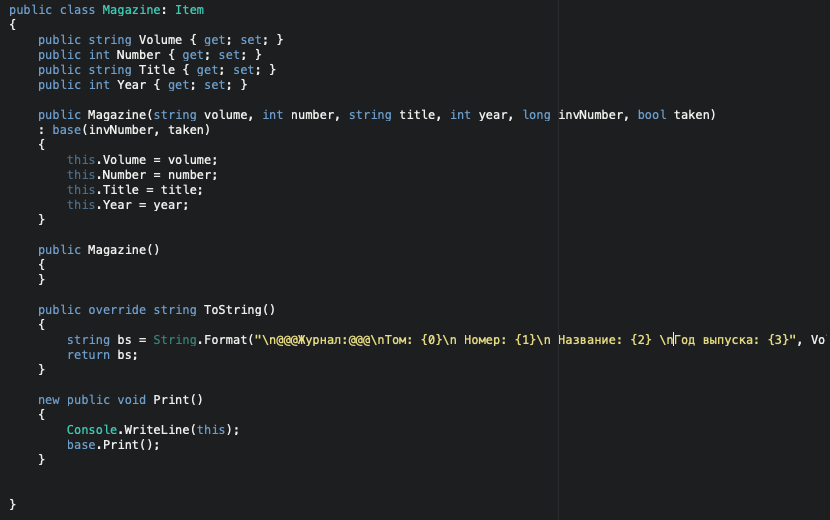 public class Magazine: Item
{
public string Volume { get; set; }
public int Number { get; set; }
public string Title { get; set; }
public int Year { get; set; }
public Magazine(string volume, int number, string title, int year, long invNumber, bool taken)
: base(invNumber, taken)
{
this.Volume = volume;
this.Number = number;
this.Title = title;
this.Year = year;
}
public Magazine()
{
}
public override string ToString()
{
string bs = String.Format("\n@@@Журнал:@@@\nТом: {0}\n Номер: {1}\n Название: {2} \nГод выпуска: {3}", Vo
return bs;
}
new public void Print()
{
Console.WriteLine(this);
base.Print();
}
}